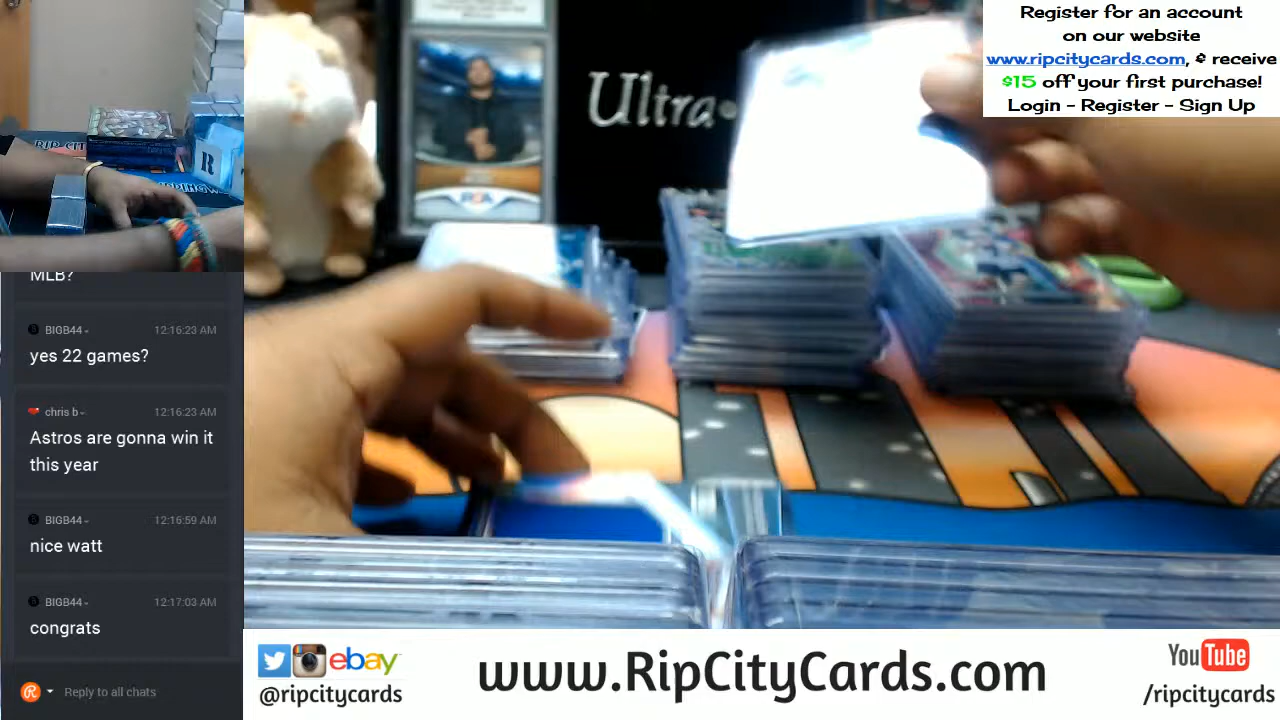 Register for an account
on our website
www.ripcitycards.com, & receive
$15 off your first purchase!
Login - Register - Sign Up
Ultra
RIP CITY
R
MLB?
BIGB44
12:16:23 AM
yes 22 games?
chris b
12:16:23 AM
Astros are gonna win it
this year
BIGB44
12:16:59 AM
nice watt
BIGB44
12:17:03 AM
congrats
Reply to all chats
ebay
@ripcitycards
www.RipCityCards.com
YouTube
/ripcitycards